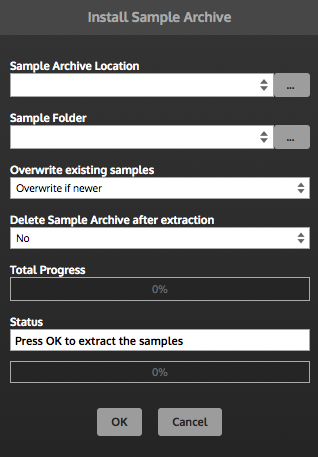 Install Sample Archive
Sample Archive Location
...
Sample Folder
...
Overwrite existing samples
Overwrite if newer
Delete Sample Archive after extraction
No
Total Progress
0%
Status
Press OK to extract the samples
0%
OK Cancel